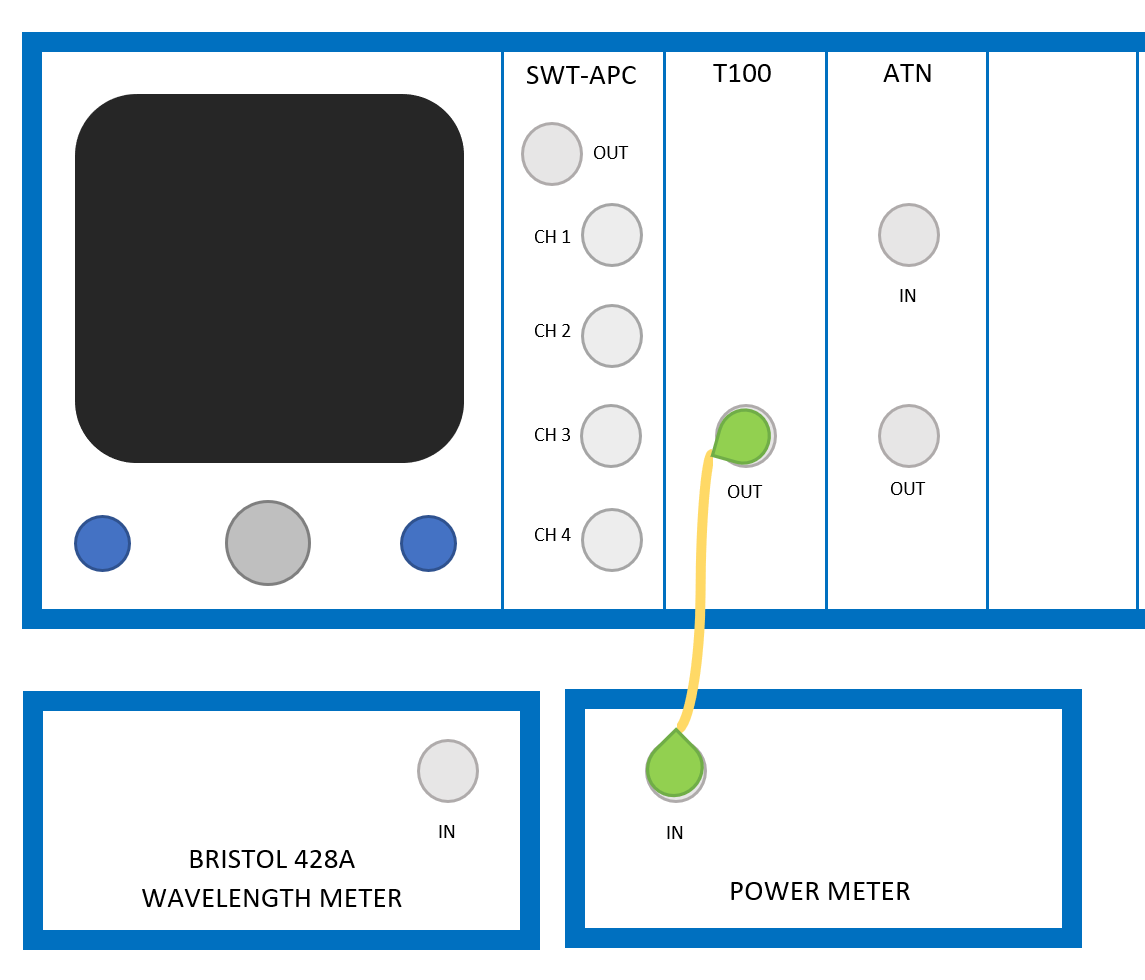 SWT-APC
T100
ATN
OUT
CH 1
IN
CH 2
CH 3
OUT
OUT
CH 4
IN
BRISTOL 428A
WAVELENGTH METER
IN
POWER METER